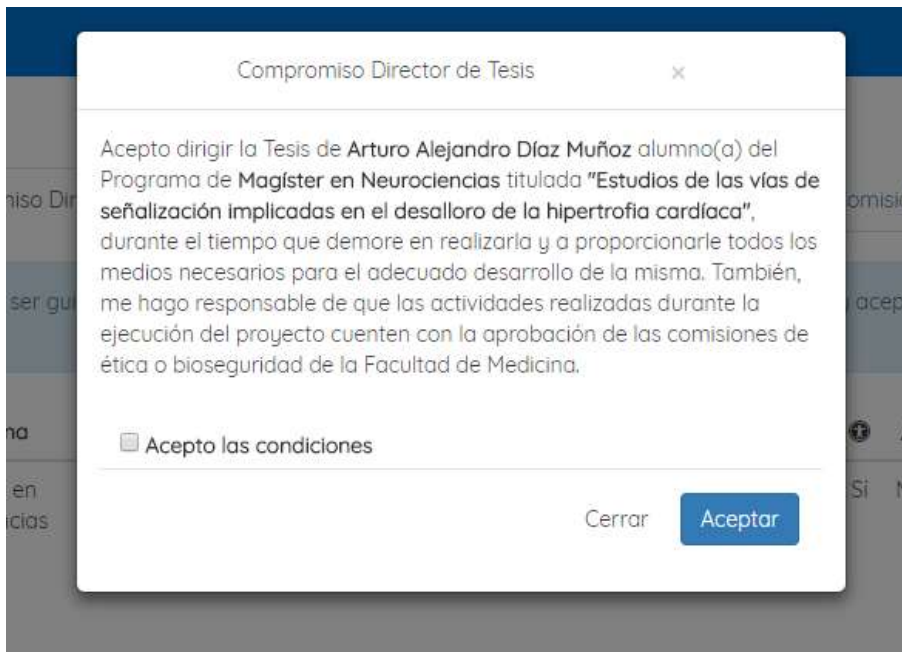 Compromiso Director de Tesis ×
Acepto dirigir la Tesis de Arturo Alejandro Díaz Muñoz alumno(a) del
Programa de Magíster en Neurociencias titulada "Estudios de las vías de
señalización implicadas en el desalloro de la hipertrofia cardíaca",
durante el tiempo que demore en realizarla y a proporcionarle todos los
medios necesarios para el adecuado desarrollo de la misma. También,
me hago responsable de que las actividades realizadas durante la
ejecución del proyecto cuenten con la aprobación de las comisiones de
ética o bioseguridad de la Facultad de Medicina.
Acepto las condiciones
Cerrar Aceptar
ser
en Si